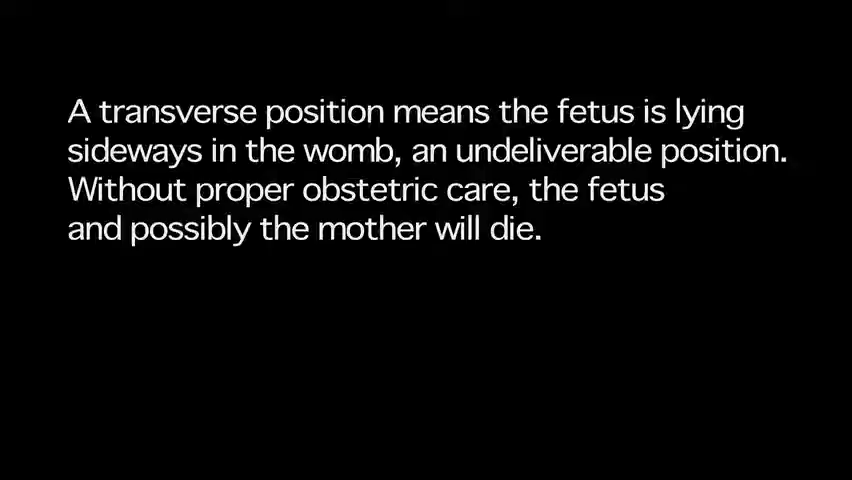 A transverse position means the fetus is lying
sideways in the womb, an undeliverable position.
Without proper obstetric care, the fetus
and possibly the mother will die.